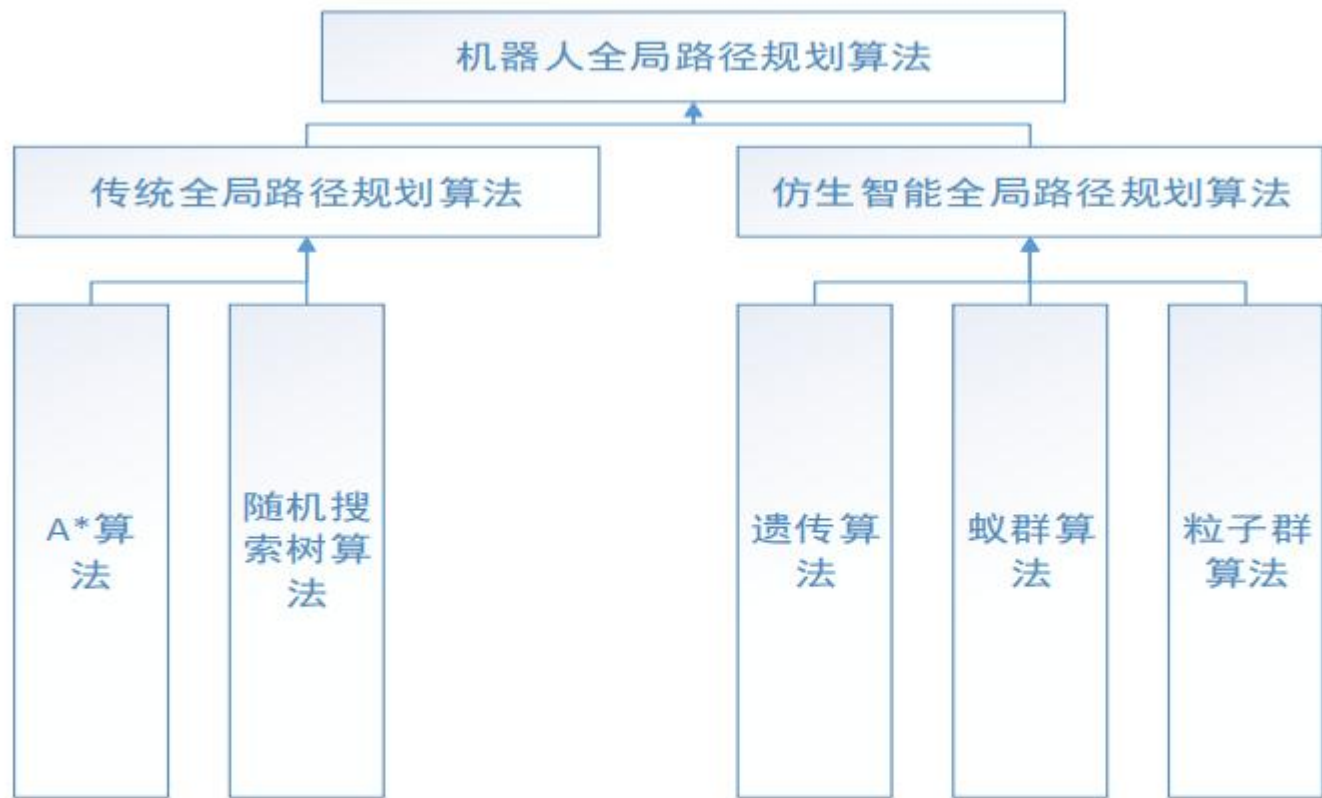 机器人全局路径规划算法
传统全局路径规划算法
仿生智能全局路径规划算法
A*算
法
随机搜
索树算
法
遗传算
法
蚁群算
法
粒子群
算法